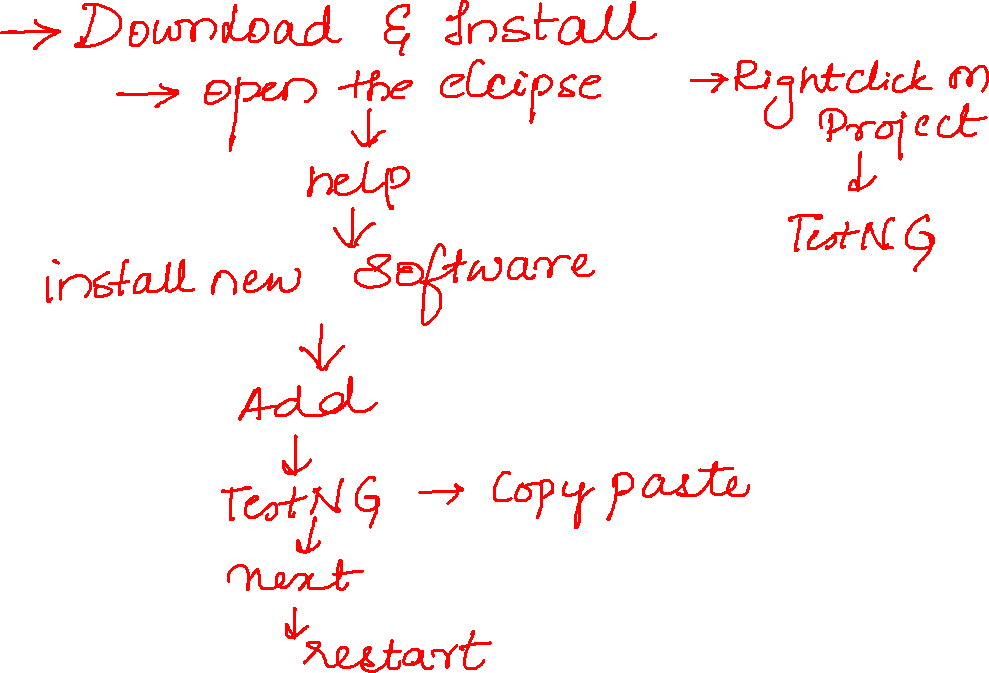 → Download & Install
→ open the elcipse
↓
help
↓
install new software
↓
Add
↓
TestNG → Copy paste
↓
next
↓
restart
→ Rightclick on
Project
↓
TestNG